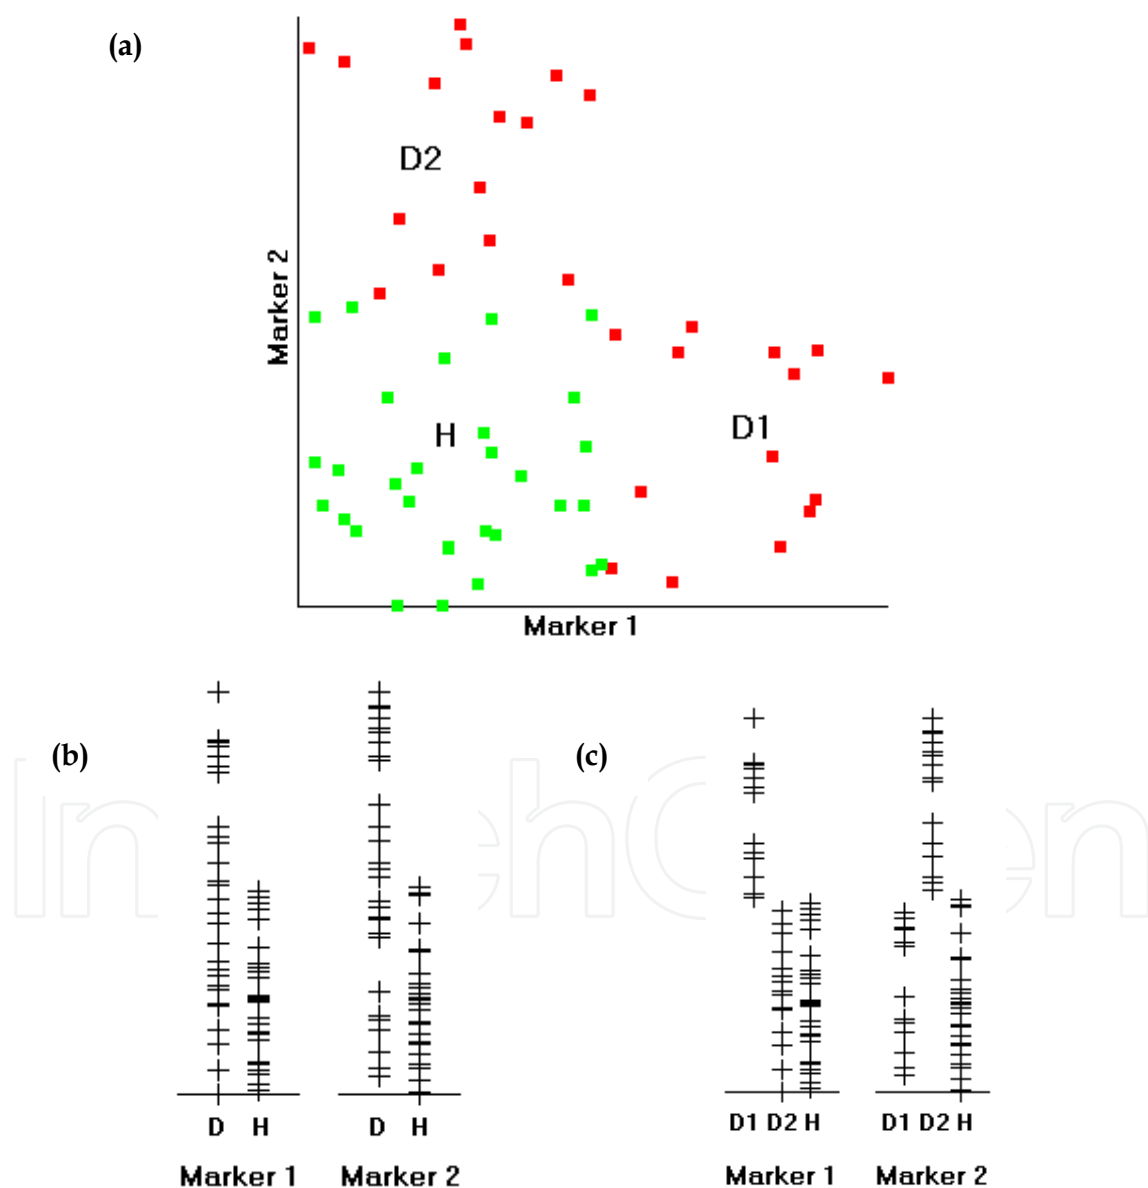 (a)
D2
Marker 2
H
D1
Marker 1
(b)
(c)
D H
D H
D1 D2 H
D1 D2 H
Marker 1
Marker 2
Marker 1
Marker 2